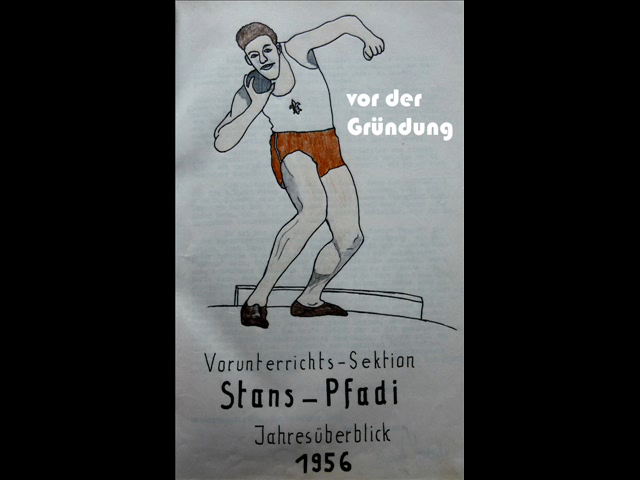 vor der
Gründung
Vorunterrichts-Sektion
Stans-Pfadi
Jahresüberblick
1956